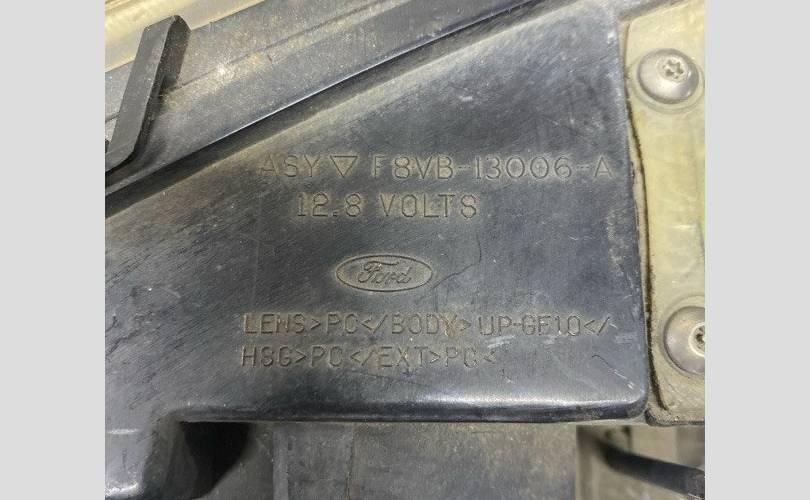 ASY ▽ F8VB-13006-A
12.8 VOLTS
Ford
LENS>PC</BODY>UP-GF10</
HSG>PC</EXT>PC<